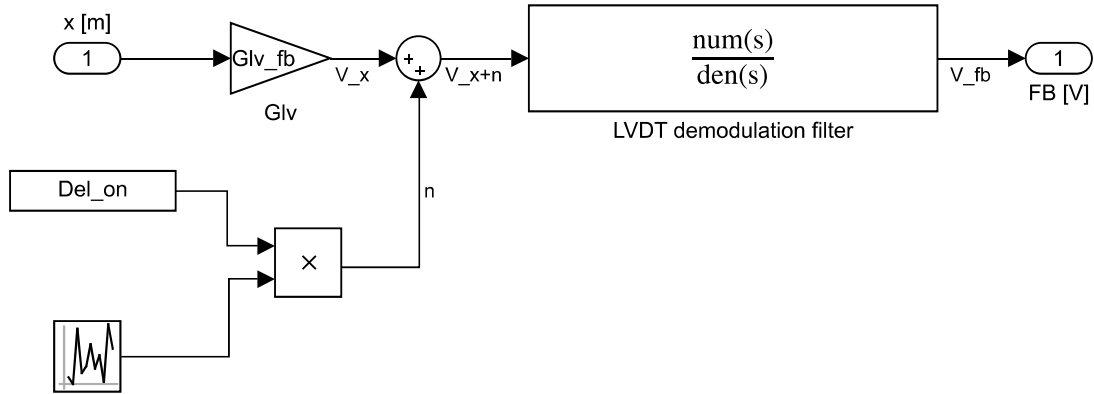 x [m]
1
Glv_fb
Glv
V_x
+
+
V_x+n
num(s)
den(s)
LVDT demodulation filter
V_fb
1
FB [V]
Del_on
n
×